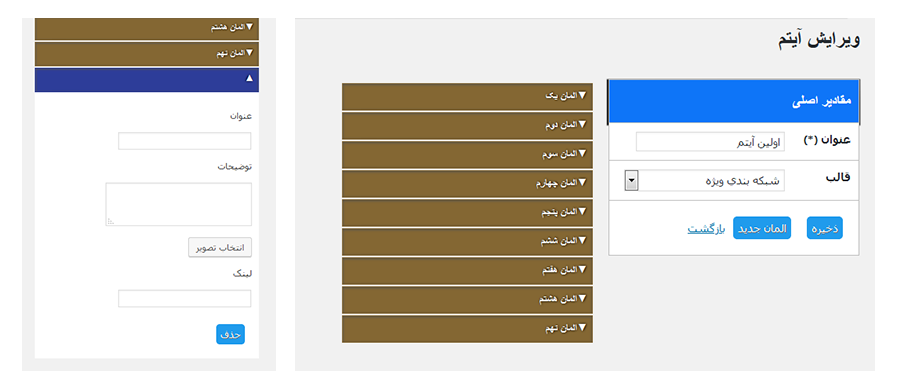 ویرایش آیتم
مقادیر اصلی
عنوان (*) اولین آیتم
قالب شبکه بندی ویژه
ذخیره المان جدید بازگشت
▼المان یک
▼المان دوم
▼المان سوم
▼المان چهارم
▼المان پنجم
▼المان ششم
▼المان هفتم
▼المان هشتم
▼المان نهم
▼المان هشتم
▼المان نهم
▲
عنوان
توضیحات
انتخاب تصویر
لینک
حذف